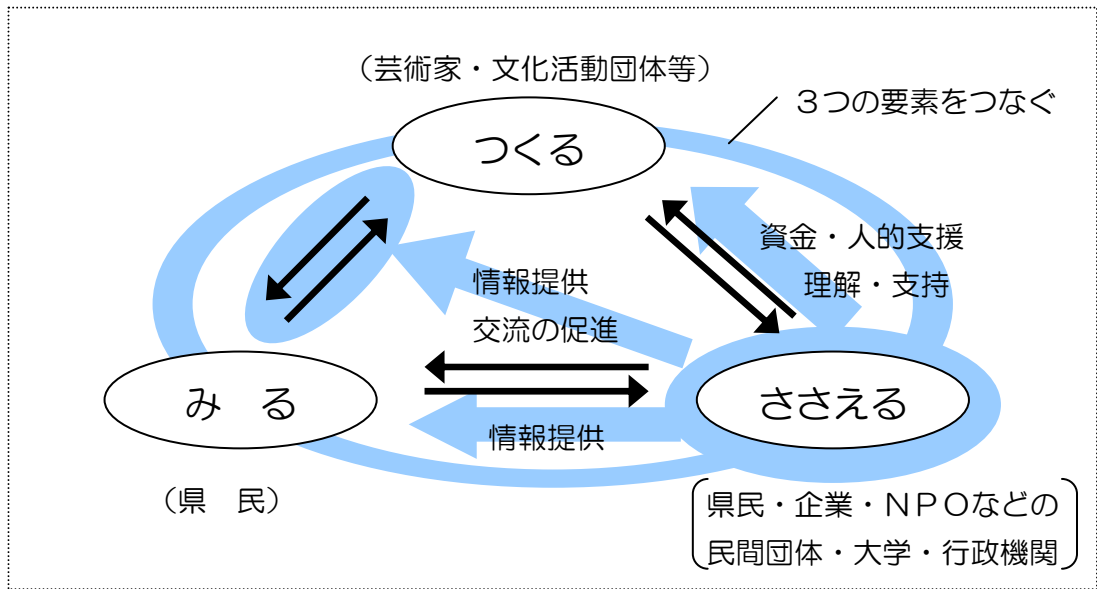 （芸術家・文化活動団体等）
３つの要素をつなぐ
つくる
資金・人的支援
理解・支持
情報提供
交流の促進
み　る
ささえる
情報提供
（県　民）
県民・企業・ＮＰＯなどの
民間団体・大学・行政機関